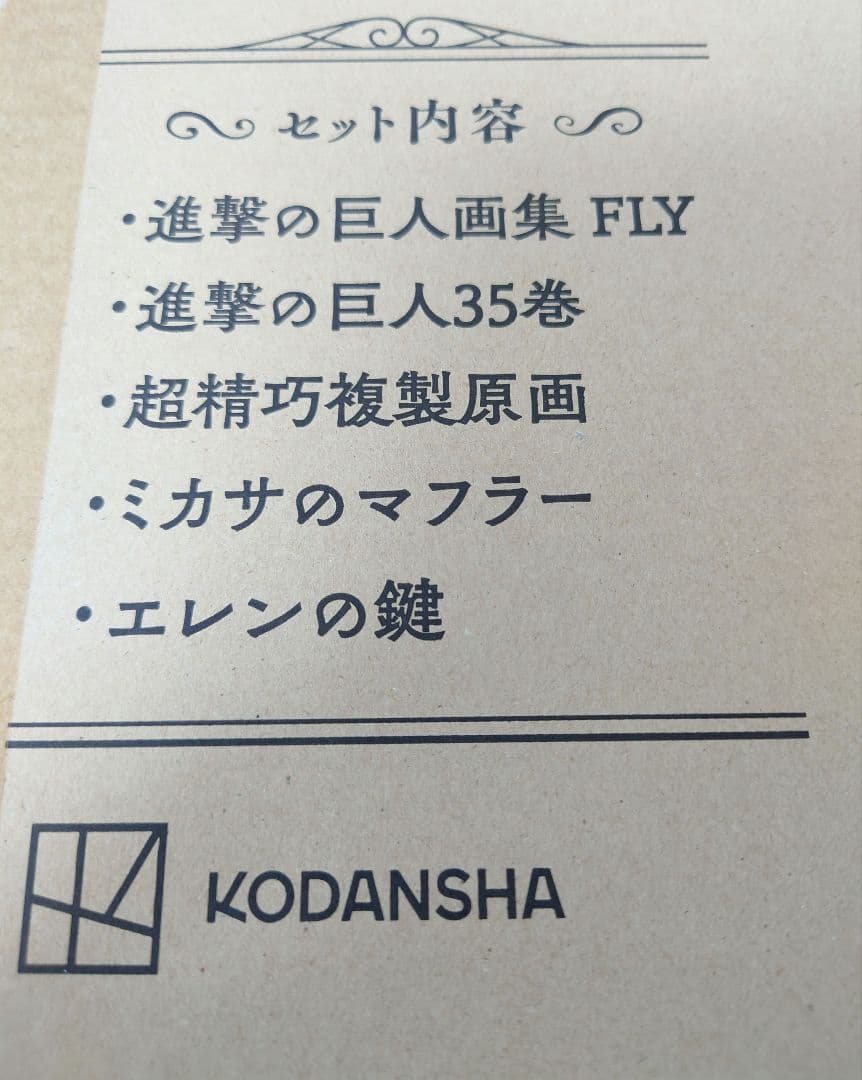 セット内容
・進撃の巨人画集 FLY
・進撃の巨人35巻
・超精巧複製原画
・ミカサのマフラー
・エレンの鍵
KODANSHA